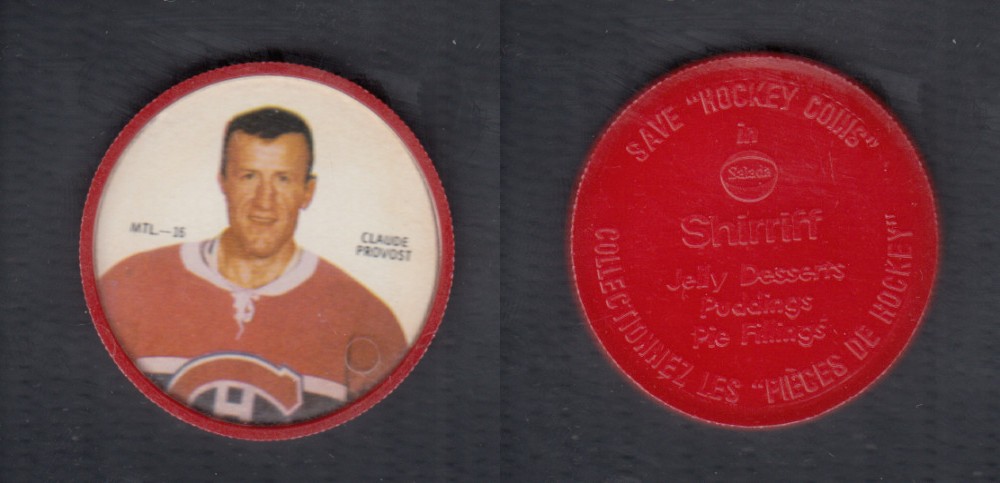 MTL.—16
CLAUDE
PROVOST
H
SAVE "HOCKEY COINS"
in
Salada
Shirriff
Jelly Desserts
Puddings
Pie Fillings
COLLECTIONNEZ LES "PIÈCES DE HOCKEY"